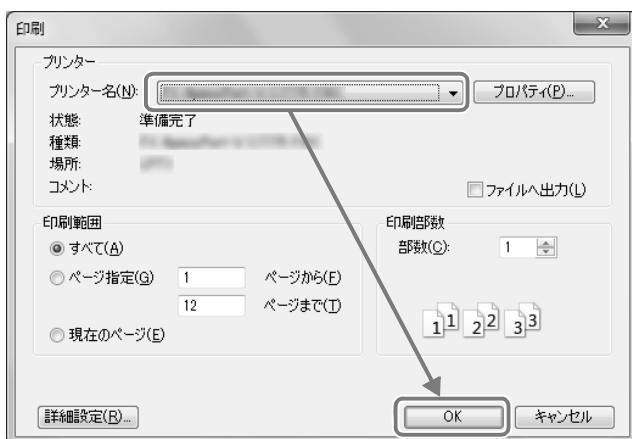 印刷
プリンター
プリンター名(N):
プロパティ(P)...
状態: 準備完了
種類:
場所:
コメント:
ファイルへ出力(L)
印刷範囲
すべて(A)
ページ指定(G) 1 ページから(F)
12 ページまで(T)
現在のページ(E)
印刷部数
部数(C): 1
1 1 2 2 3 3
詳細設定(R)...
OK
キャンセル